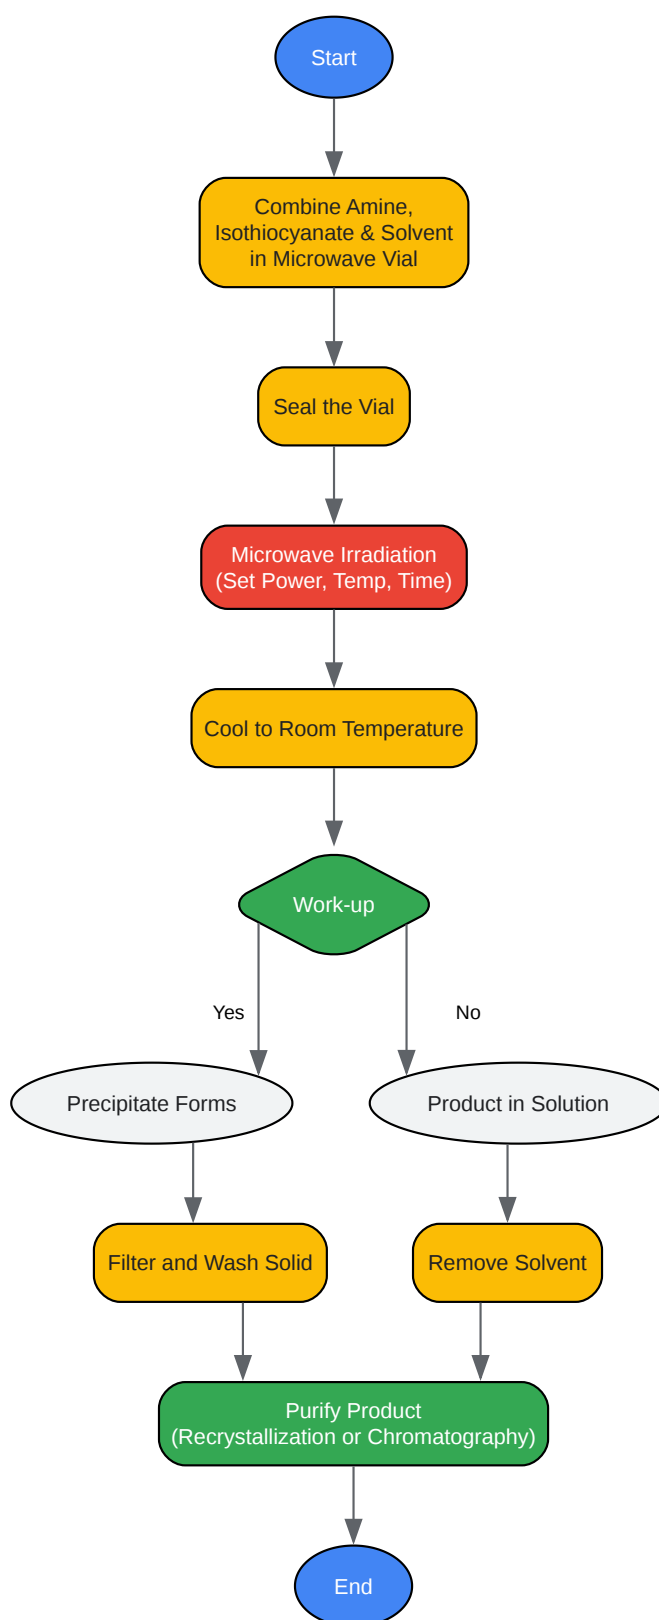 Start
Combine Amine,
Isothiocyanate & Solvent
in Microwave Vial
Seal the Vial
Microwave Irradiation
(Set Power, Temp, Time)
Cool to Room Temperature
Work-up
Yes
No
Precipitate Forms
Product in Solution
Filter and Wash Solid
Remove Solvent
Purify Product
(Recrystallization or Chromatography)
End